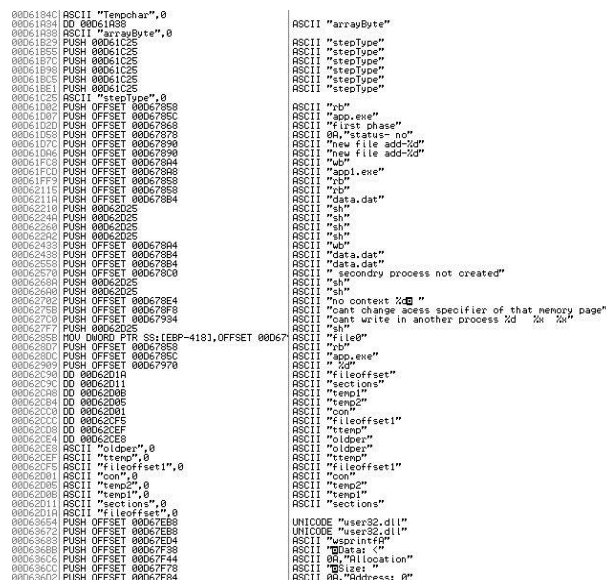 00D6184C ASCII "Tempchar",0
00D61A34 DD 00D61A38 ASCII "arrayByte"
00D61A38 ASCII "arrayByte",0
00D61B29 PUSH 00D61C25 ASCII "stepType"
00D61B55 PUSH 00D61C25 ASCII "stepType"
00D61B7C PUSH 00D61C25 ASCII "stepType"
00D61B98 PUSH 00D61C25 ASCII "stepType"
00D61BC5 PUSH 00D61C25 ASCII "stepType"
00D61BE1 PUSH 00D61C25 ASCII "stepType"
00D61C25 ASCII "stepType",0
00D61D02 PUSH OFFSET 00D67858 ASCII "rb"
00D61D07 PUSH OFFSET 00D6785C ASCII "app.exe"
00D61D2D PUSH OFFSET 00D67868 ASCII "first phase"
00D61D58 PUSH OFFSET 00D67878 ASCII 0A,"status- no"
00D61D7C PUSH OFFSET 00D67890 ASCII "new file add-%d"
00D61DA6 PUSH OFFSET 00D67890 ASCII "new file add-%d"
00D61FC8 PUSH OFFSET 00D678A4 ASCII "wb"
00D61FCD PUSH OFFSET 00D678A8 ASCII "app1.exe"
00D61FF9 PUSH OFFSET 00D67858 ASCII "rb"
00D62115 PUSH OFFSET 00D67858 ASCII "rb"
00D6211A PUSH OFFSET 00D678B4 ASCII "data.dat"
00D62210 PUSH 00D62D25 ASCII "sh"
00D6224A PUSH 00D62D25 ASCII "sh"
00D62260 PUSH 00D62D25 ASCII "sh"
00D622A2 PUSH 00D62D25 ASCII "sh"
00D62433 PUSH OFFSET 00D678A4 ASCII "wb"
00D62438 PUSH OFFSET 00D678B4 ASCII "data.dat"
00D62558 PUSH OFFSET 00D678B4 ASCII "data.dat"
00D62570 PUSH OFFSET 00D678C0 ASCII " secondry process not created"
00D6268A PUSH 00D62D25 ASCII "sh"
00D626A0 PUSH 00D62D25 ASCII "sh"
00D62702 PUSH OFFSET 00D678E4 ASCII "no context %d "
00D6275B PUSH OFFSET 00D678F8 ASCII "cant change acess specifier of that memory page"
00D627C0 PUSH OFFSET 00D67934 ASCII "cant write in another process %d %x %x"
00D627F7 PUSH 00D62D25 ASCII "sh"
00D6285B MOV DWORD PTR SS:[EBP-418],OFFSET 00D67 ASCII "file0"
00D628D7 PUSH OFFSET 00D67858 ASCII "rb"
00D628DC PUSH OFFSET 00D6785C ASCII "app.exe"
00D62909 PUSH OFFSET 00D67970 ASCII " %d"
00D62C90 DD 00D62D1A ASCII "fileoffset"
00D62C9C DD 00D62D11 ASCII "sections"
00D62CA8 DD 00D62D0B ASCII "temp1"
00D62CB4 DD 00D62D05 ASCII "temp2"
00D62CC0 DD 00D62D01 ASCII "con"
00D62CCC DD 00D62CF5 ASCII "fileoffset1"
00D62CD8 DD 00D62CEF ASCII "ttemp"
00D62CE4 DD 00D62CE8 ASCII "oldper"
00D62CE8 ASCII "oldper",0 ASCII "oldper"
00D62CEF ASCII "ttemp",0 ASCII "ttemp"
00D62CF5 ASCII "fileoffset1",0 ASCII "fileoffset1"
00D62D01 ASCII "con",0 ASCII "con"
00D62D05 ASCII "temp2",0 ASCII "temp2"
00D62D0B ASCII "temp1",0 ASCII "temp1"
00D62D11 ASCII "sections",0 ASCII "sections"
00D62D1A ASCII "fileoffset",0
00D63654 PUSH OFFSET 00D67EB8 UNICODE "user32.dll"
00D63672 PUSH OFFSET 00D67EB8 UNICODE "user32.dll"
00D63683 PUSH OFFSET 00D67ED4 ASCII "wsprintfA"
00D636BB PUSH OFFSET 00D67F38 ASCII "Data: <"
00D636C6 PUSH OFFSET 00D67F44 ASCII 0A,"Allocation"
00D636CC PUSH OFFSET 00D67F78 ASCII "Size: "
00D636D2 PUSH OFFSET 00D67F84 ASCII 0A,"Address: 0"